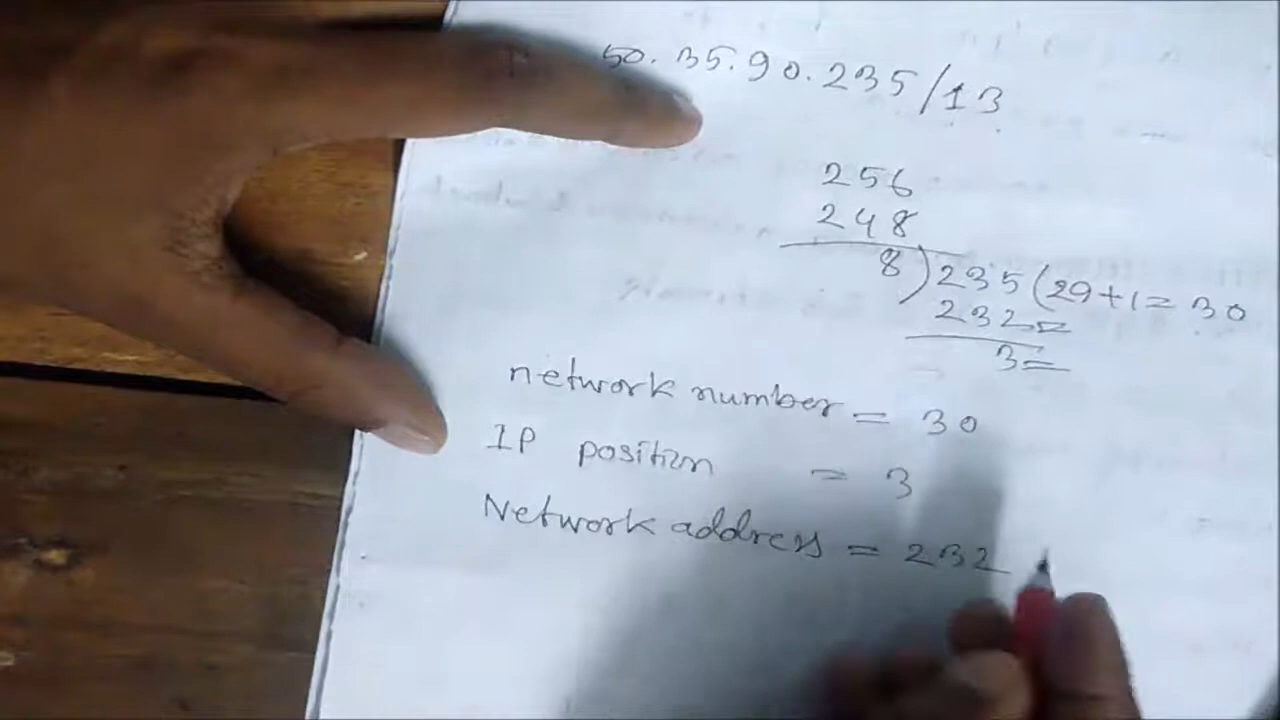 50.35.90.235/13
256
248
8)235(29+1= 30
232=
3=
network number = 30
IP position = 3
Network address = 232